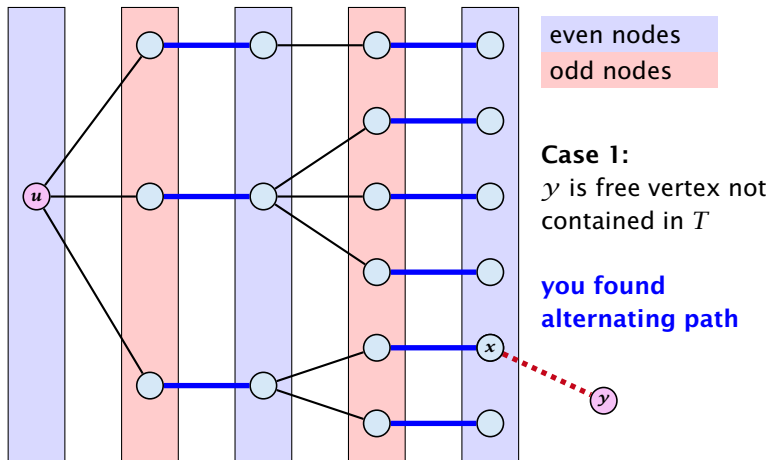 even nodes
odd nodes
Case 1:
y is free vertex not
contained in T
you found
alternating path
u
x
y